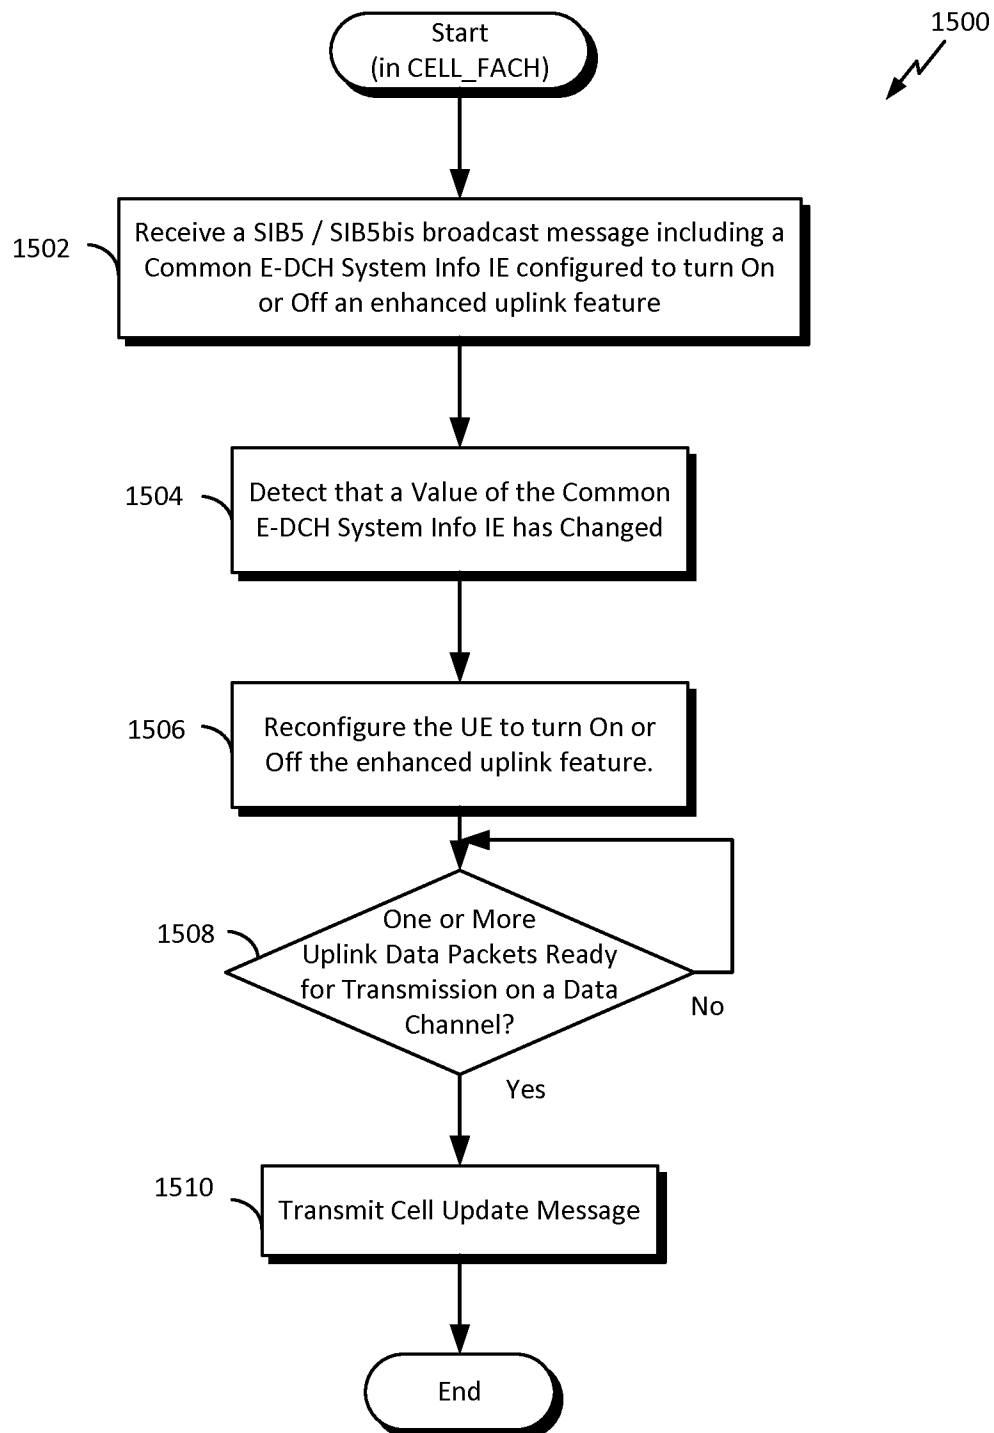 Start
(in CELL_FACH)
1500
1502
Receive a SIB5 / SIB5bis broadcast message including a
Common E-DCH System Info IE configured to turn On
or Off an enhanced uplink feature
1504
Detect that a Value of the Common
E-DCH System Info IE has Changed
1506
Reconfigure the UE to turn On or
Off the enhanced uplink feature.
1508
One or More
Uplink Data Packets Ready
for Transmission on a Data
Channel?
No
Yes
1510
Transmit Cell Update Message
End